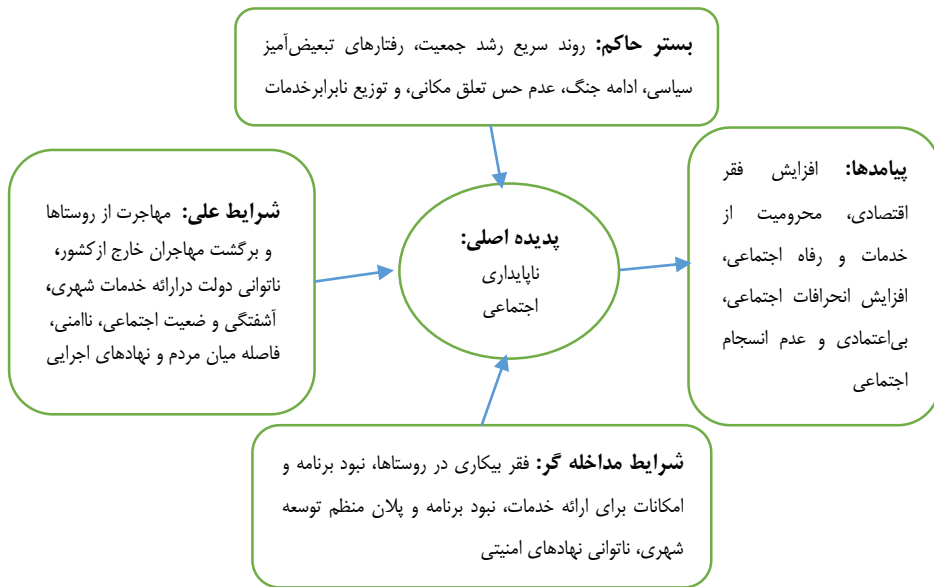 بستر حاکم: روند سریع رشد جمعیت، رفتارهای تبعیض‌آمیز
سیاسی، ادامه جنگ، عدم حس تعلق مکانی، و توزیع نابرابرخدمات
شرایط علی: مهاجرت از روستاها
و برگشت مهاجران خارج ازکشور،
ناتوانی دولت درارائه خدمات شهری،
آشفتگی و ضعیت اجتماعی، ناامنی،
فاصله میان مردم و نهادهای اجرایی
پدیده اصلی:
ناپایداری
اجتماعی
پیامدها: افزایش فقر
اقتصادی، محرومیت از
خدمات و رفاه اجتماعی،
افزایش انحرافات اجتماعی،
بی‌اعتمادی و عدم انسجام
اجتماعی
شرایط مداخله گر: فقر بیکاری در روستاها، نبود برنامه و
امکانات برای ارائه خدمات، نبود برنامه و پلان منظم توسعه
شهری، ناتوانی نهادهای امنیتی